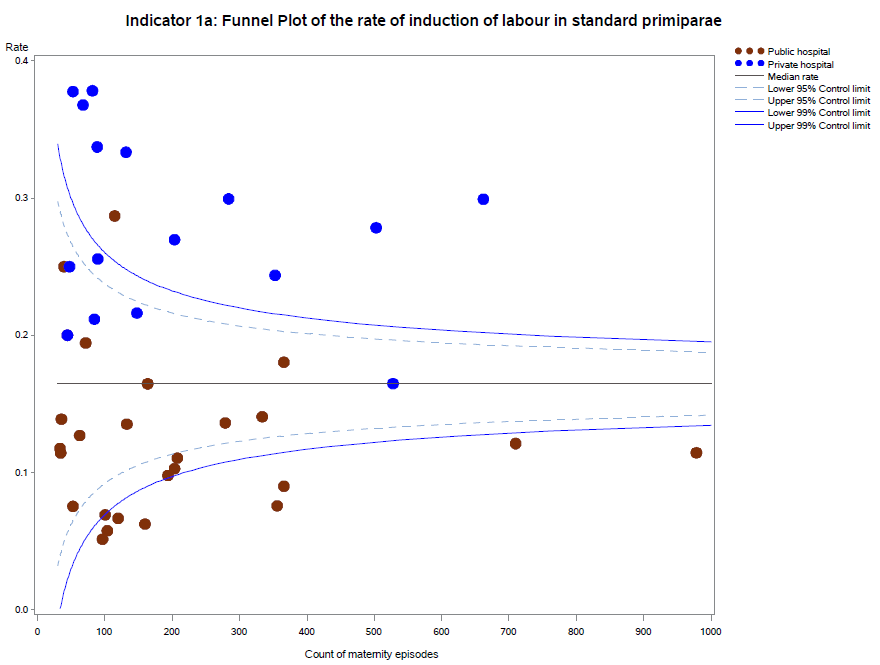 Indicator 1a: Funnel Plot of the rate of induction of labour in standard primiparae
Rate
0.4
0.3
0.2
0.1
0.0
0 100 200 300 400 500 600 700 800 900 1000
Count of maternity episodes
Public hospital
Private hospital
Median rate
Lower 95% Control limit
Upper 95% Control limit
Lower 99% Control limit
Upper 99% Control limit